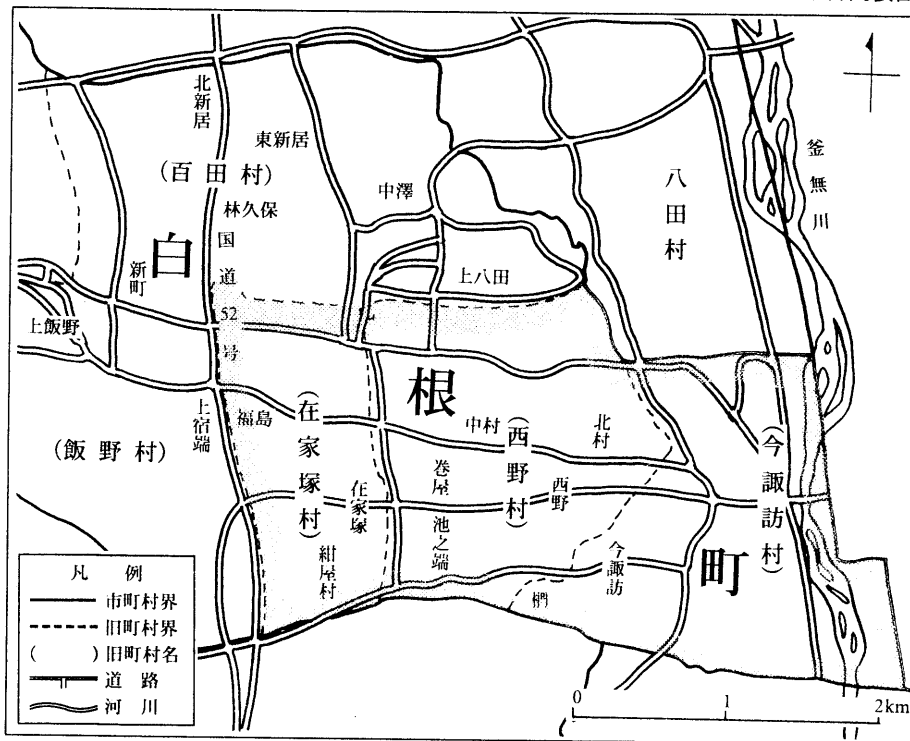 北新居
東新居
釜無川
(百田村)
中澤
八田村
林久保
白
国道52号
新町
上八田
上飯野
根
福島
(在家塚村)
中村
(西野村)
北村
(今諏訪村)
上宿端
(飯野村)
巻屋
西野
在家塚
池之端
今諏訪
紺屋村
町
椚
凡 例
市町村界
旧町村界
( )旧町村名
道 路
河 川
0 1 2km